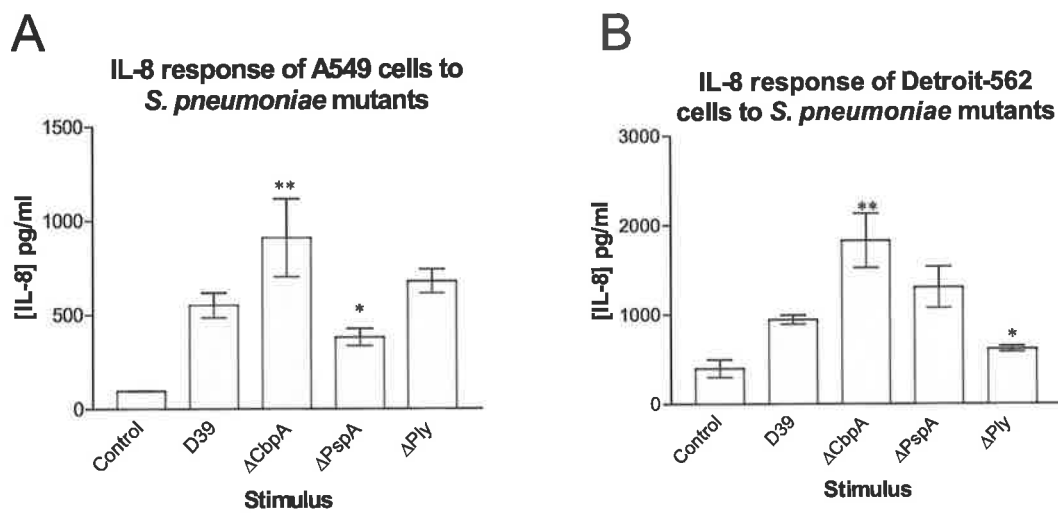 A
IL-8 response of A549 cells to
S. pneumoniae mutants
1500
1000
500
0
[IL-8] pg/ml
**
*
Control
D39
ΔCbpA
ΔPspA
ΔPly
Stimulus
B
IL-8 response of Detroit-562
cells to S. pneumoniae mutants
3000
2000
1000
0
[IL-8] pg/ml
**
*
Control
D39
ΔCbpA
ΔPspA
ΔPly
Stimulus